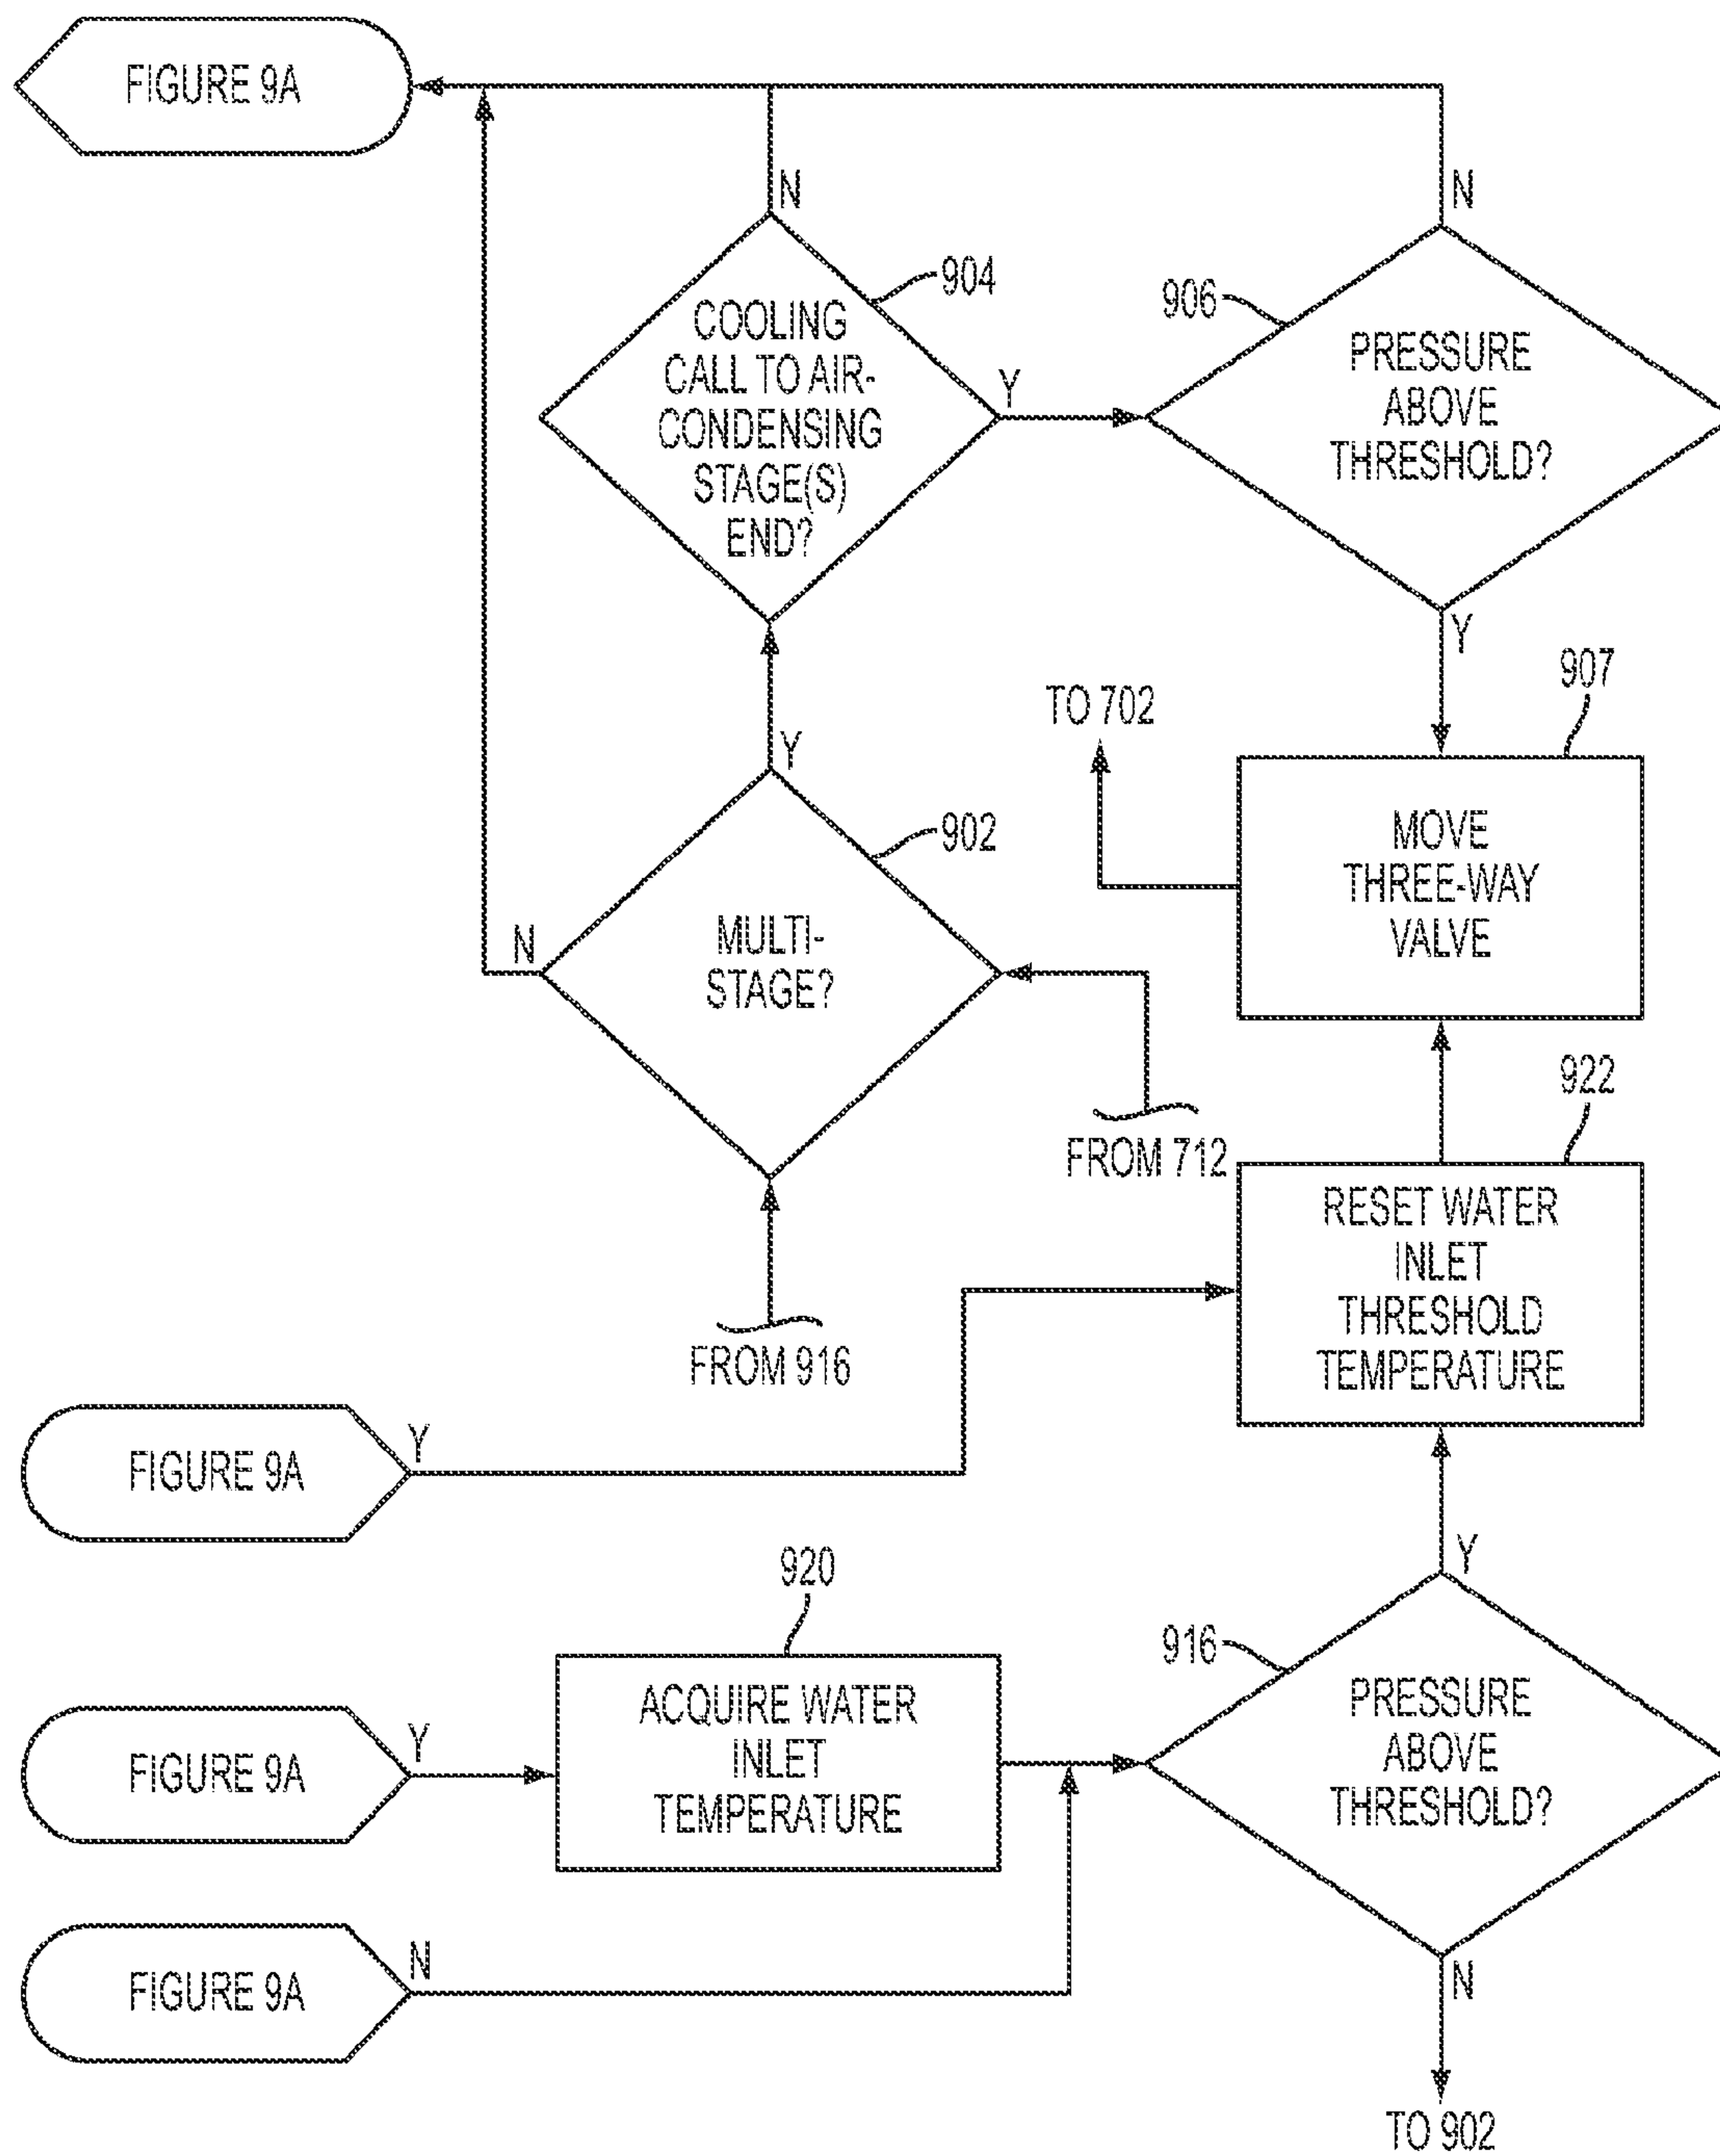 FIGURE 9A
N
N
904
906
COOLING
CALL TO AIR-
CONDENSING
STAGE(S)
END?
Y
PRESSURE
ABOVE
THRESHOLD?
Y
907
TO 702
MOVE
THREE-WAY
VALVE
Y
902
N
MULTI-
STAGE?
922
FROM 712
RESET WATER
INLET
THRESHOLD
TEMPERATURE
FROM 916
FIGURE 9A
Y
920
Y
916
ACQUIRE WATER
INLET
TEMPERATURE
PRESSURE
ABOVE
THRESHOLD?
FIGURE 9A
Y
FIGURE 9A
N
N
TO 902